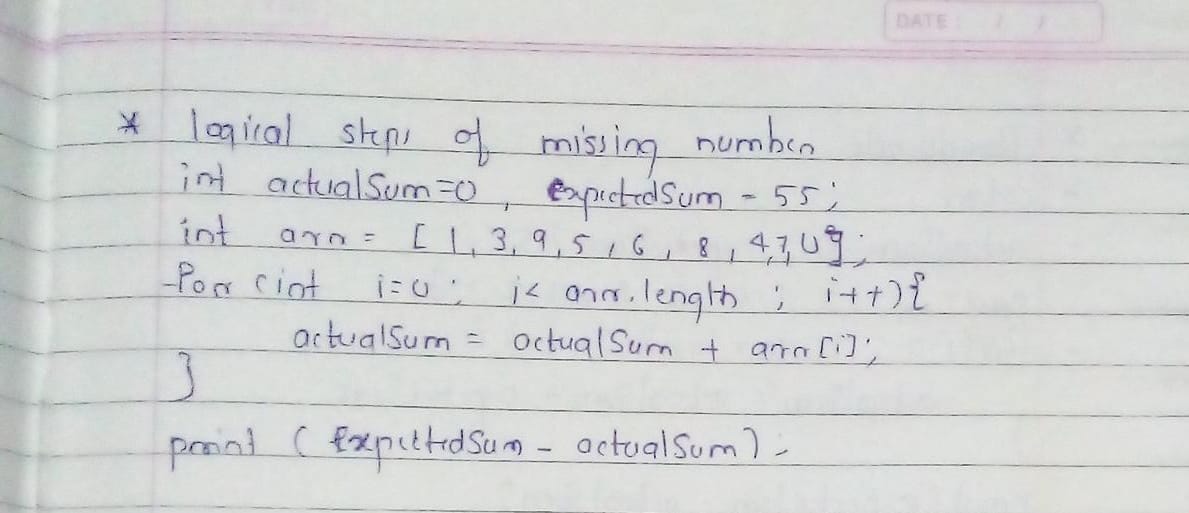 DATE : / /
* logical steps of missing number
int actualSum=0, expectedSum = 55;
int arr = [1, 3, 9, 5, 6, 8, 4, 7, 0];
for (int i=0; i< arr.length ; i++){
actualSum = actualSum + arr[i];
}
print (ExpectedSum - actualSum);